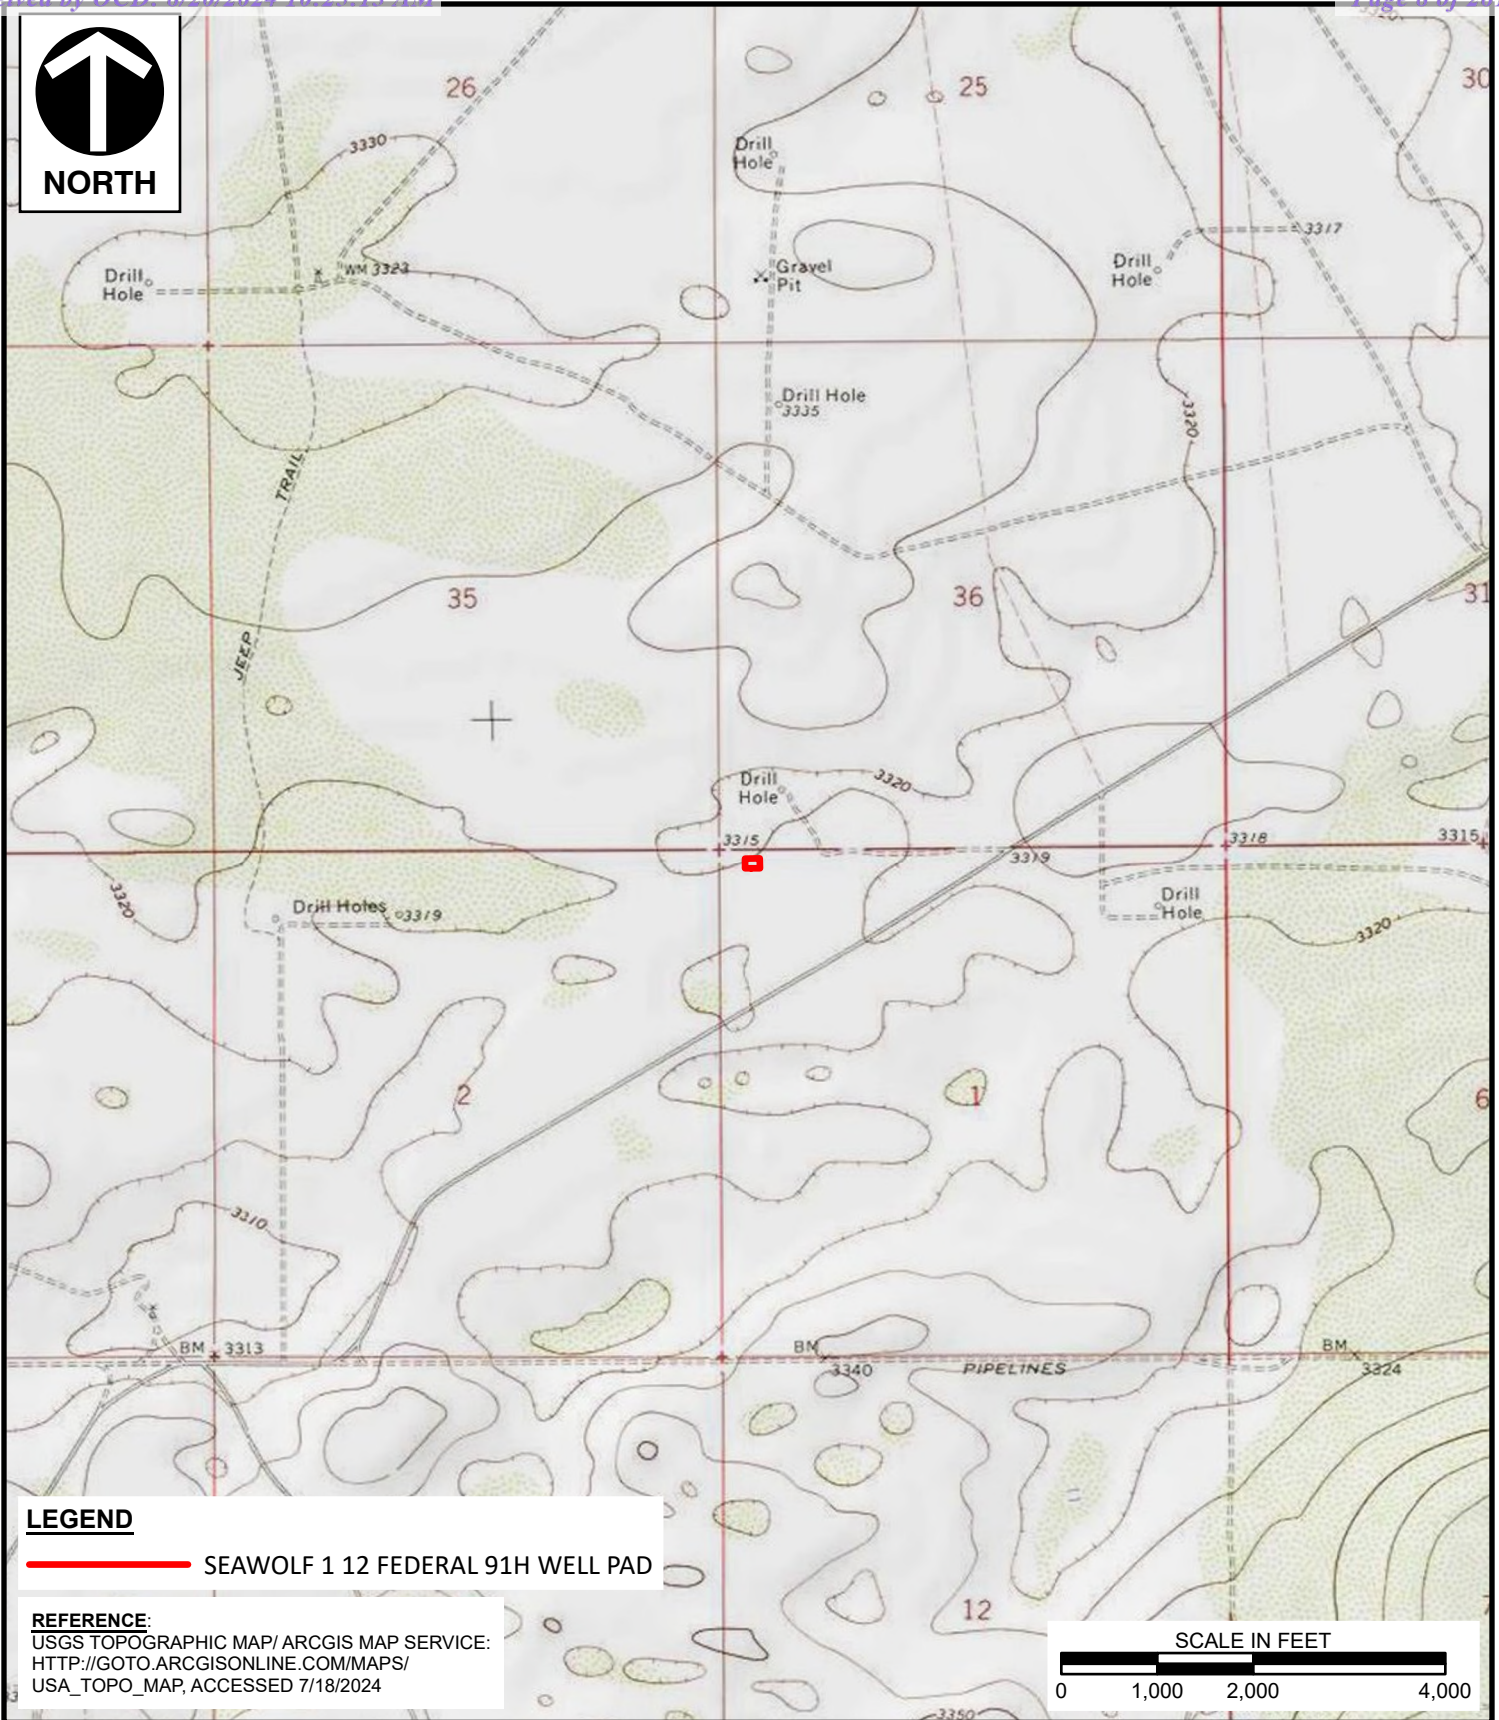 NORTH
26
25
30
3330
Drill
Hole
3317
WM 3323
Drill
Hole
Gravel
Pit
Drill
Hole
Drill Hole
3335
3320
TRAIL
35
36
31
JEEP
Drill
Hole
3320
3315
3318
3315
3319
3320
Drill Holes
3319
Drill
Hole
3320
2
1
6
3310
BM 3313
BM
3340
PIPELINES
BM
3324
12
3350
LEGEND
SEAWOLF 1 12 FEDERAL 91H WELL PAD
REFERENCE:
USGS TOPOGRAPHIC MAP/ ARCGIS MAP SERVICE:
HTTP://GOTO.ARCGISONLINE.COM/MAPS/
USA_TOPO_MAP, ACCESSED 7/18/2024
SCALE IN FEET
0 1,000 2,000 4,000